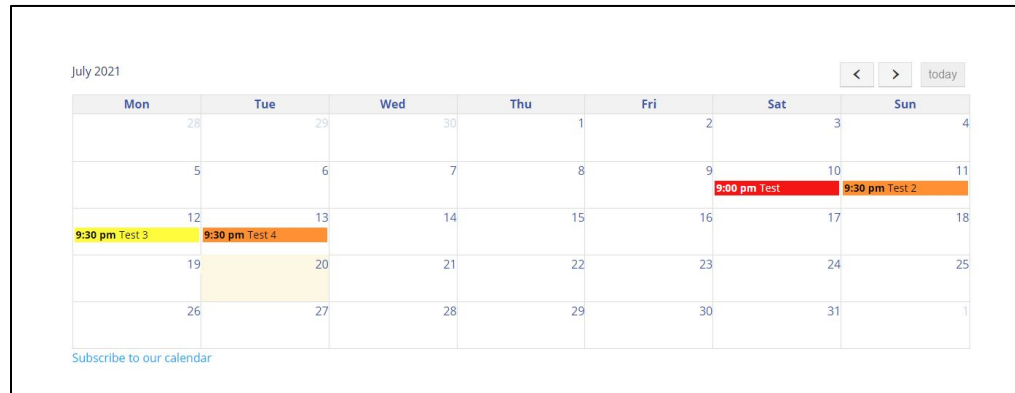 July 2021
< > today
Mon Tue Wed Thu Fri Sat Sun
28 29 30 1 2 3 4
5 6 7 8 9 10 11
9:00 pm Test 9:30 pm Test 2
12 13 14 15 16 17 18
9:30 pm Test 3 9:30 pm Test 4
19 20 21 22 23 24 25
26 27 28 29 30 31 1
Subscribe to our calendar